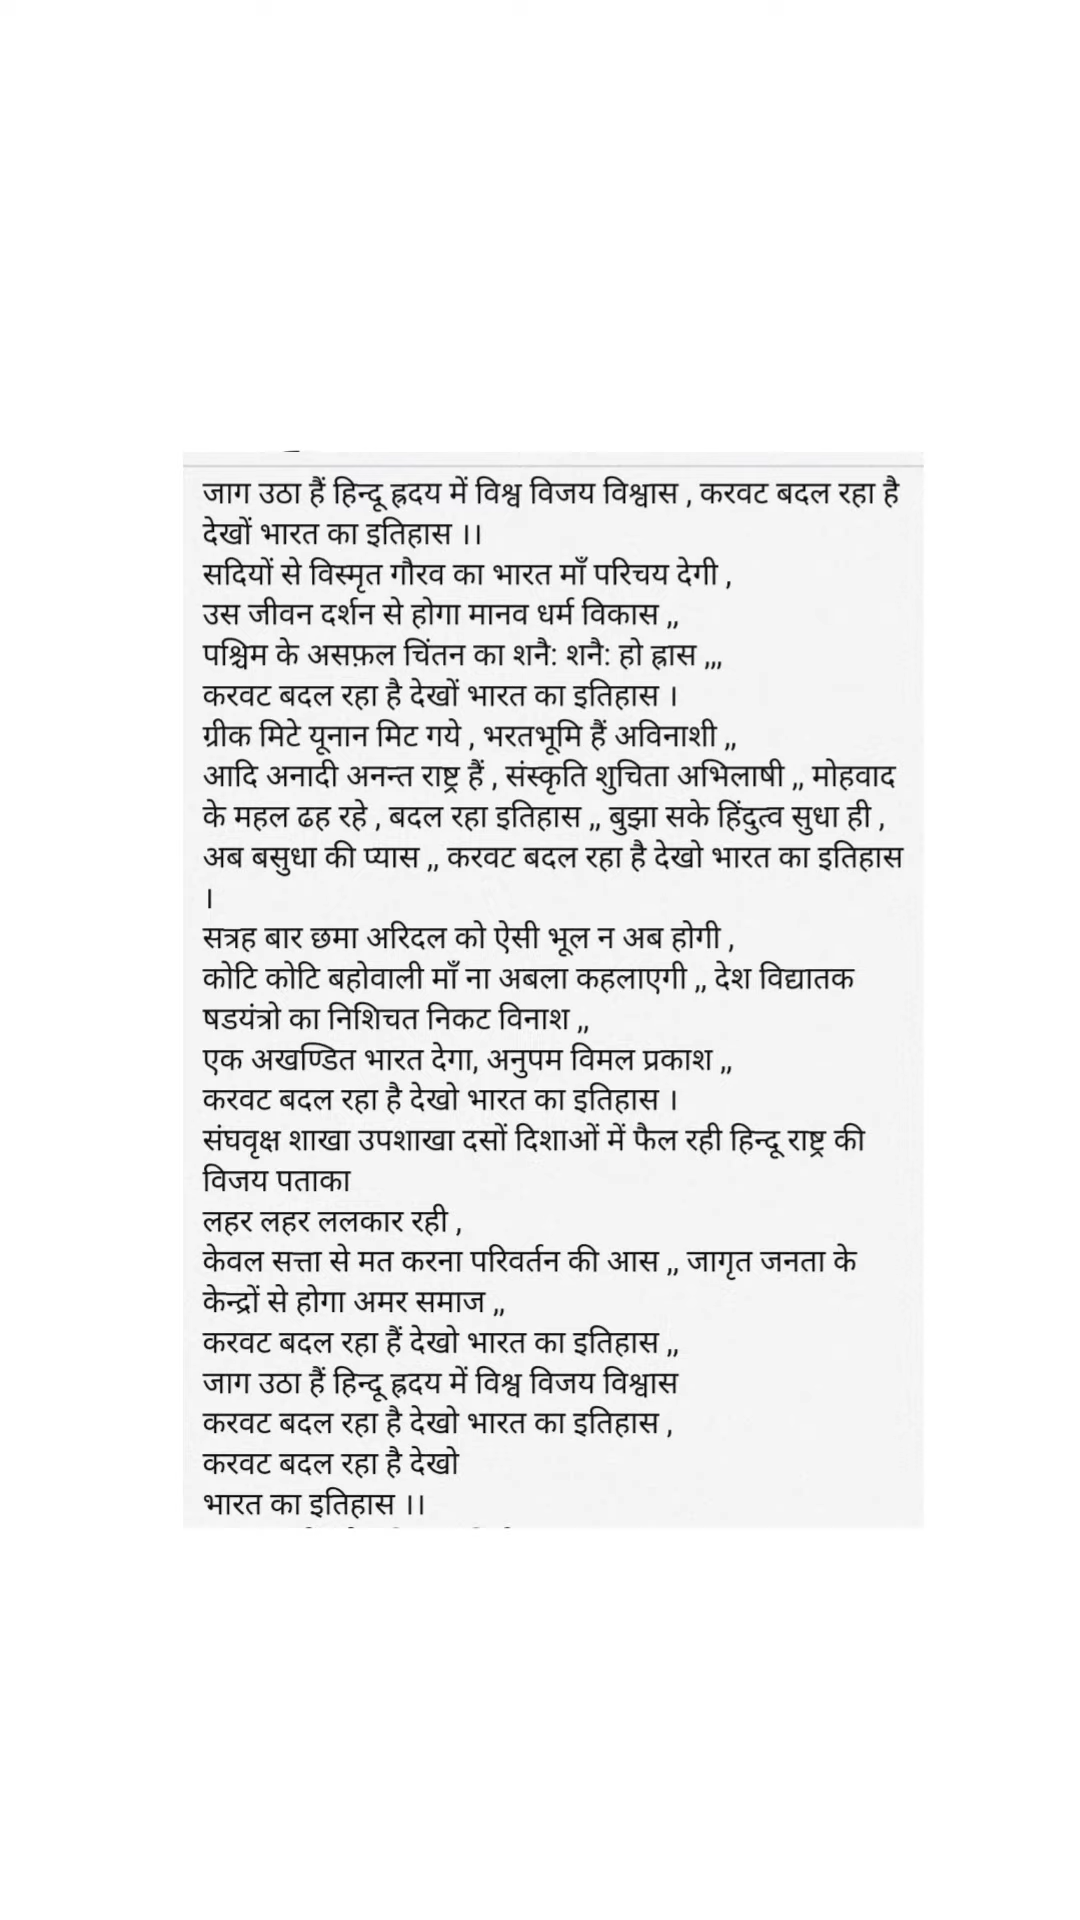 जाग उठा हैं हिन्दू ह्रदय में विश्व विजय विश्वास , करवट बदल रहा है
देखों भारत का इतिहास ।।
सदियों से विस्मृत गौरव का भारत माँ परिचय देगी ,
उस जीवन दर्शन से होगा मानव धर्म विकास ,,
पश्चिम के असफ़ल चिंतन का शनै: शनै: हो ह्रास ,,,
करवट बदल रहा है देखों भारत का इतिहास ।
ग्रीक मिटे यूनान मिट गये , भरतभूमि हैं अविनाशी ,,
आदि अनादी अनन्त राष्ट्र हैं , संस्कृति शुचिता अभिलाषी ,, मोहवाद
के महल ढह रहे , बदल रहा इतिहास ,, बुझा सके हिंदुत्व सुधा ही ,
अब बसुधा की प्यास ,, करवट बदल रहा है देखो भारत का इतिहास
।
सत्रह बार छमा अरिदल को ऐसी भूल न अब होगी ,
कोटि कोटि बहोवाली माँ ना अबला कहलाएगी ,, देश विद्यातक
षडयंत्रो का निशिचत निकट विनाश ,,
एक अखण्डित भारत देगा, अनुपम विमल प्रकाश ,,
करवट बदल रहा है देखो भारत का इतिहास ।
संघवृक्ष शाखा उपशाखा दसों दिशाओं में फैल रही हिन्दू राष्ट्र की
विजय पताका
लहर लहर ललकार रही ,
केवल सत्ता से मत करना परिवर्तन की आस ,, जागृत जनता के
केन्द्रों से होगा अमर समाज ,,
करवट बदल रहा हैं देखो भारत का इतिहास ,,
जाग उठा हैं हिन्दू ह्रदय में विश्व विजय विश्वास
करवट बदल रहा है देखो भारत का इतिहास ,
करवट बदल रहा है देखो
भारत का इतिहास ।।